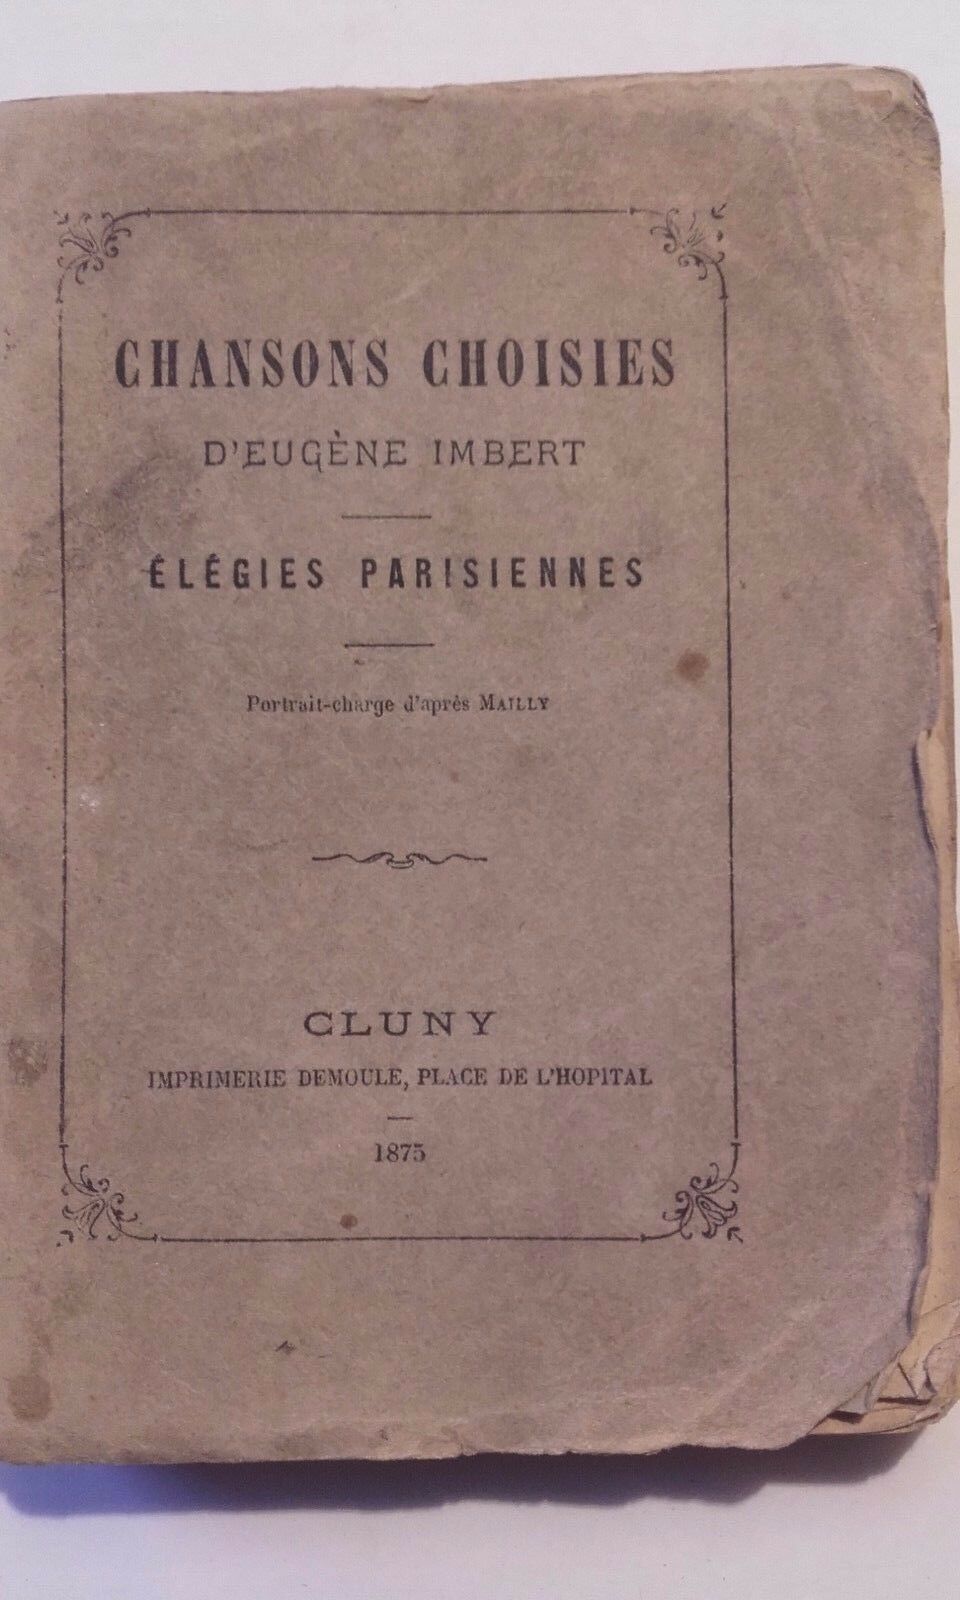 CHANSONS CHOISIES
D'EUGÈNE IMBERT
ÉLÉGIES PARISIENNES
Portrait-charge d'après MAILLY
CLUNY
IMPRIMERIE DEMOULE, PLACE DE L'HOPITAL
1875